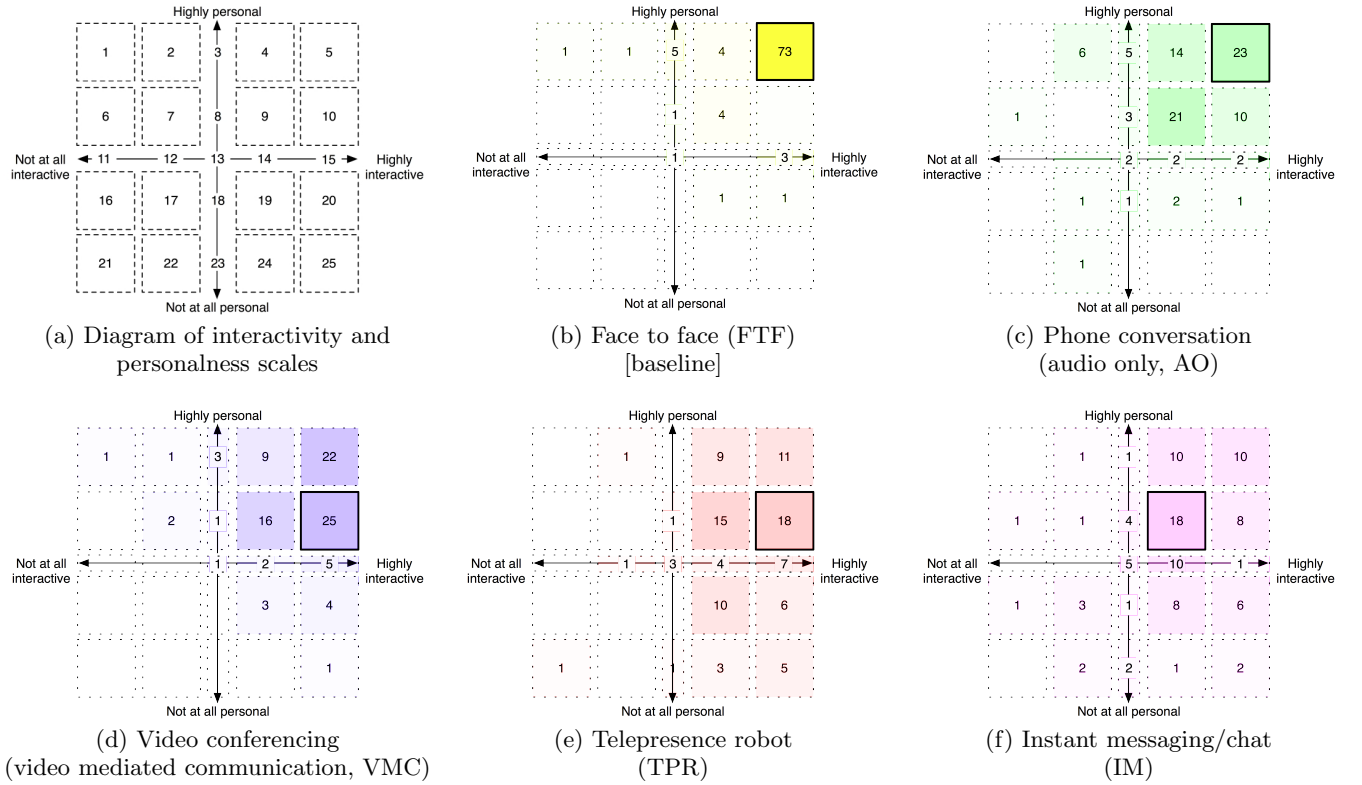 Highly personal
1 2 3 4 5
6 7 8 9 10
Not at all interactive
11 12 13 14 15
Highly interactive
16 17 18 19 20
21 22 23 24 25
Not at all personal
(a) Diagram of interactivity and
personalness scales
Highly personal
1 1 5 4 73
1 4
Not at all
interactive
1 3
Highly
interactive
1 1
Not at all personal
(b) Face to face (FTF)
[baseline]
Highly personal
6 5 14 23
1 3 21 10
Not at all
interactive
2 2 2
Highly
interactive
1 1 2 1
1
Not at all personal
(c) Phone conversation
(audio only, AO)
Highly personal
1 1 3 9 22
2 1 16 25
Not at all
interactive
1 2 5
Highly
interactive
3 4
1
Not at all personal
(d) Video conferencing
(video mediated communication, VMC)
Highly personal
1 9 11
1 15 18
Not at all
interactive
1 3 4 7
Highly
interactive
10 6
1 1 3 5
Not at all personal
(e) Telepresence robot
(TPR)
Highly personal
1 1 10 10
1 1 4 18 8
Not at all
interactive
5 10 1
Highly
interactive
1 3 1 8 6
2 2 1 2
Not at all personal
(f) Instant messaging/chat
(IM)